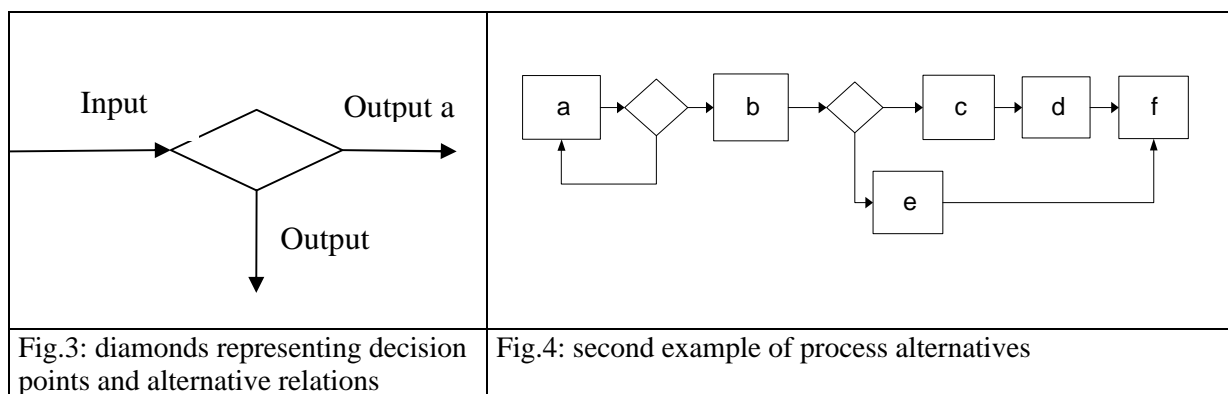 Input
Output a
Output
Fig.3: diamonds representing decision
points and alternative relations
a
b
c
d
f
e
Fig.4: second example of process alternatives